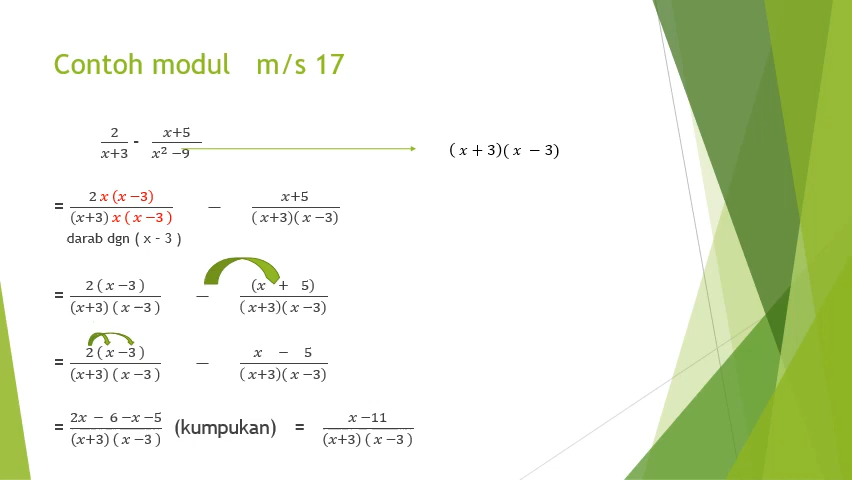 Contoh modul m/s 17
2/(x+3) - (x+5)/(x² −9) (x + 3)(x − 3)
= (2 x (x −3))/((x+3) x (x −3)) − (x+5)/((x+3)(x −3))
darab dgn ( x - 3 )
= (2 (x −3))/((x+3) (x −3)) − (x + 5)/((x+3)(x −3))
= (2 (x −3))/((x+3) (x −3)) − (x − 5)/((x+3)(x −3))
= (2x − 6 −x −5)/((x+3) (x −3)) (kumpukan) = (x −11)/((x+3) (x −3))